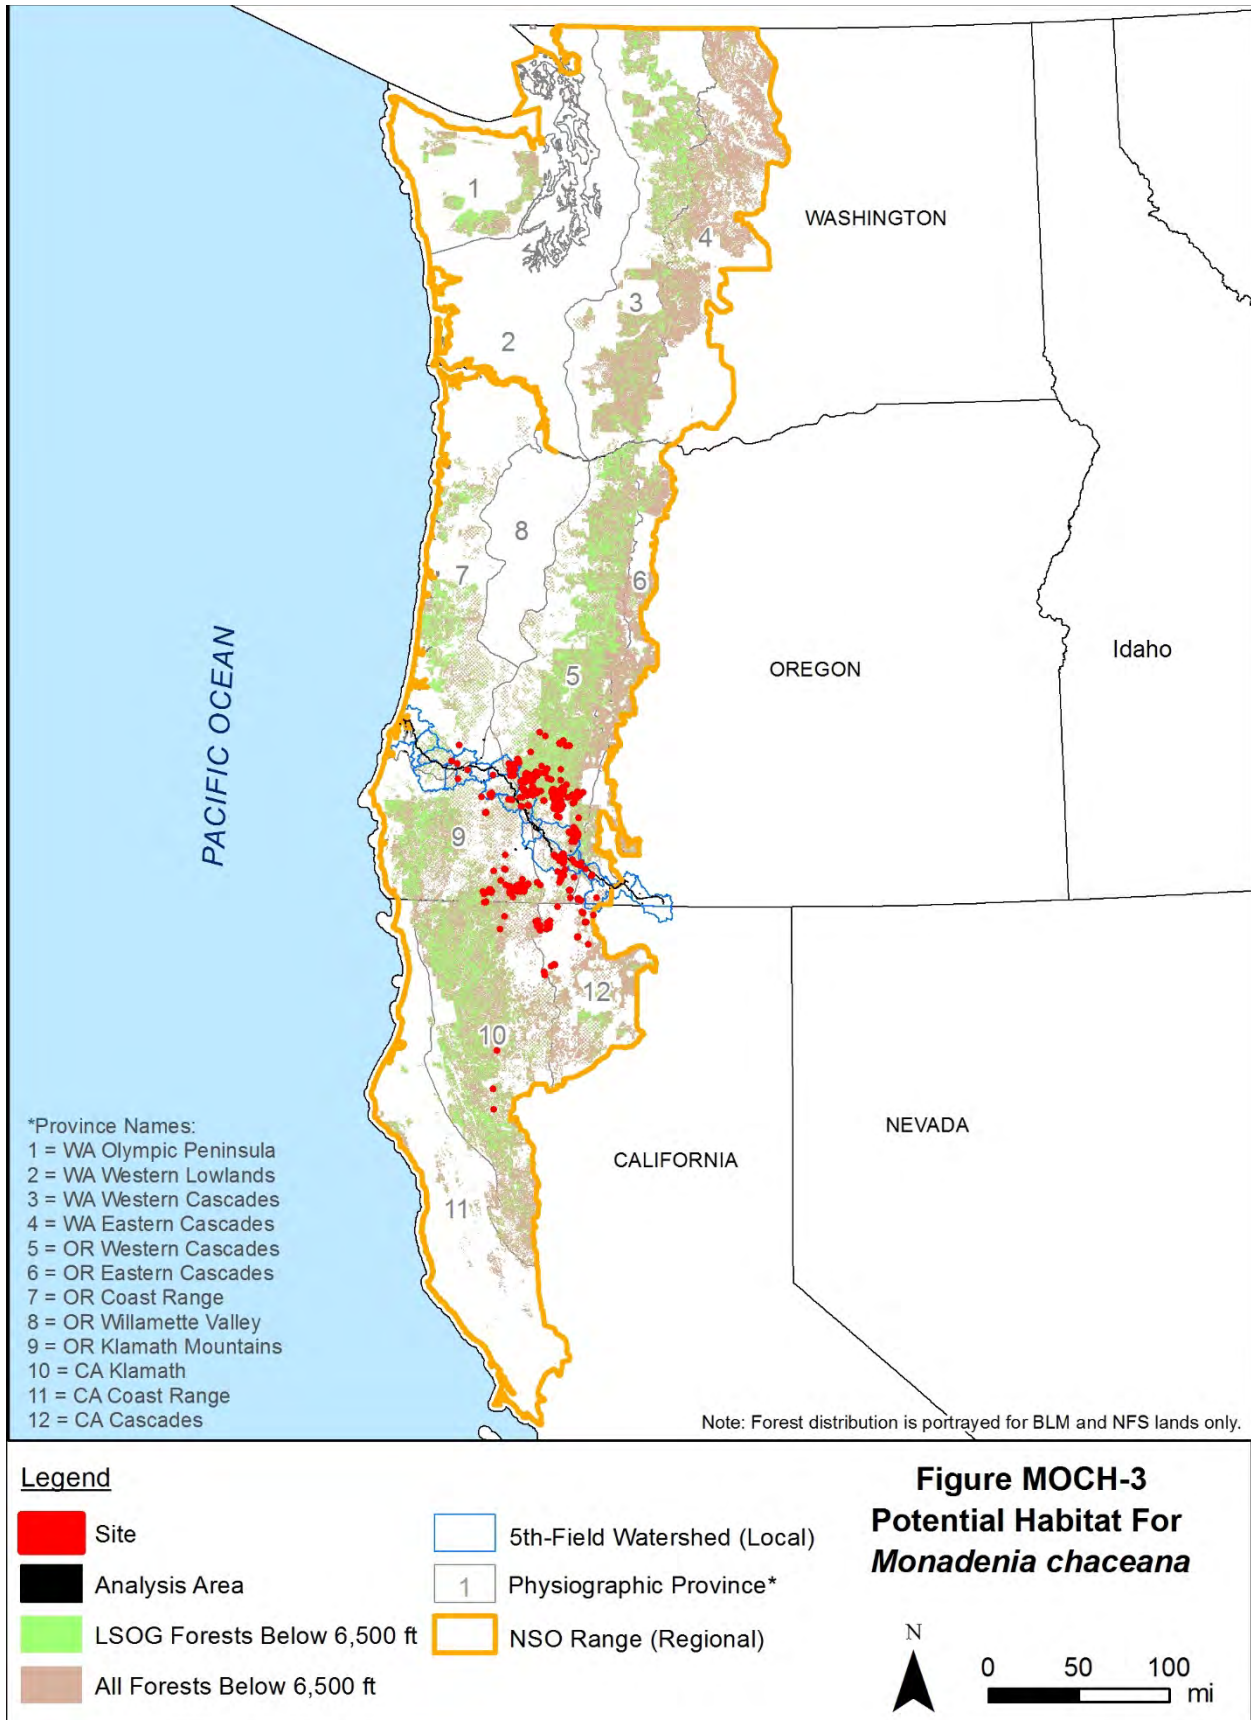 1
WASHINGTON
4
3
2
8
7
6
5
Idaho
OREGON
PACIFIC OCEAN
9
12
10
NEVADA
CALIFORNIA
11
*Province Names:
1 = WA Olympic Peninsula
2 = WA Western Lowlands
3 = WA Western Cascades
4 = WA Eastern Cascades
5 = OR Western Cascades
6 = OR Eastern Cascades
7 = OR Coast Range
8 = OR Willamette Valley
9 = OR Klamath Mountains
10 = CA Klamath
11 = CA Coast Range
12 = CA Cascades
Note: Forest distribution is portrayed for BLM and NFS lands only.
Legend
Site
Analysis Area
LSOG Forests Below 6,500 ft
All Forests Below 6,500 ft
5th-Field Watershed (Local)
1 Physiographic Province*
NSO Range (Regional)
Figure MOCH-3
Potential Habitat For
Monadenia chaceana
N
0 50 100
mi